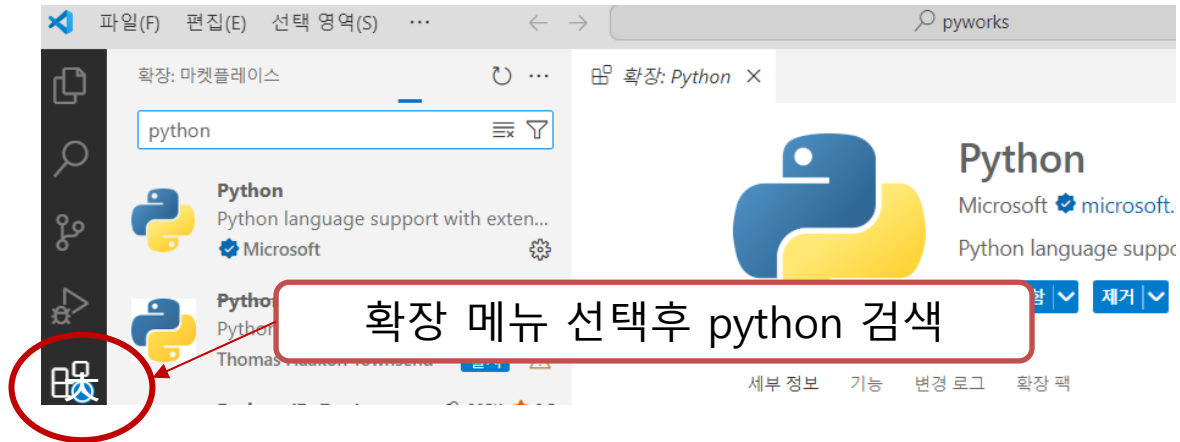 파일(F) 편집(E) 선택 영역(S) ··· ← → pyworks
확장: 마켓플레이스 ···
확장: Python ×
python
Python
Python language support with exten...
Microsoft
Python
Microsoft microsoft.
Python language suppo
제거
확장 메뉴 선택후 python 검색
세부 정보 기능 변경 로그 확장 팩